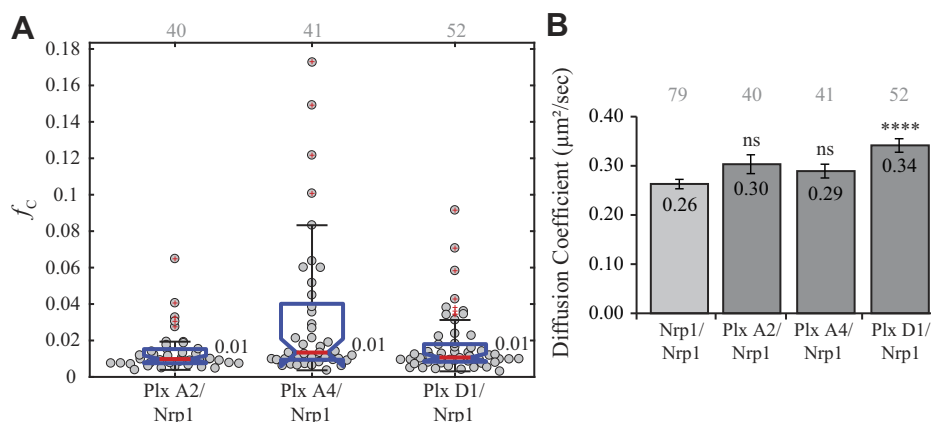 A
40 41 52
0.18
0.16
0.14
0.12
0.1
0.08
0.06
0.04
0.02
0
fC
0.01 0.01 0.01
Plx A2/ Plx A4/ Plx D1/
Nrp1 Nrp1 Nrp1
B
79 40 41 52
Diffusion Coefficient (µm²/sec)
0.40
0.30
0.20
0.10
0.00
ns ns ****
0.26 0.30 0.29 0.34
Nrp1/ Plx A2/ Plx A4/ Plx D1/
Nrp1 Nrp1 Nrp1 Nrp1